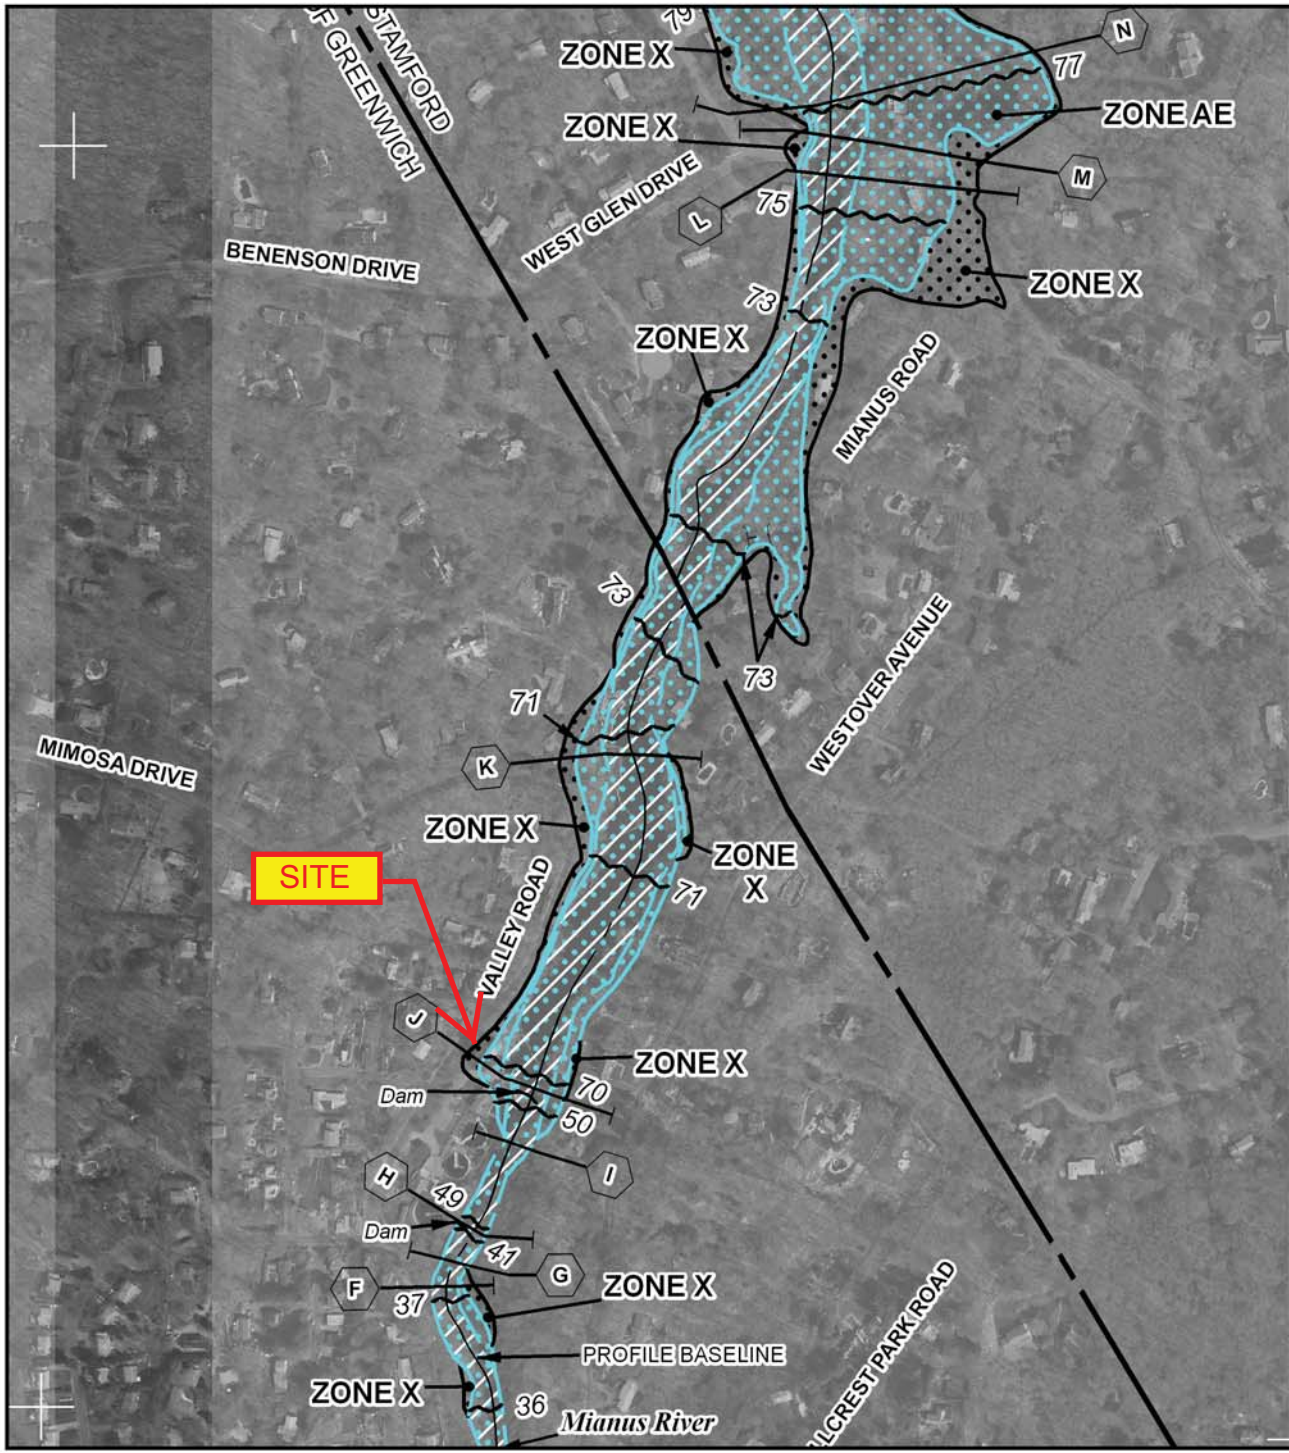 79
STAMFORD
OF GREENWICH
N
ZONE X
77
ZONE AE
ZONE X
M
WEST GLEN DRIVE
75
L
BENENSON DRIVE
ZONE X
73
ZONE X
MIANUS ROAD
73
73
WESTOVER AVENUE
71
MIMOSA DRIVE
K
ZONE X
ZONE
X
SITE
71
VALLEY ROAD
J
ZONE X
70
Dam
50
H
I
49
Dam
41
G
F
ZONE X
37
PROFILE BASELINE
LLCREST PARK ROAD
ZONE X
36
Mianus River